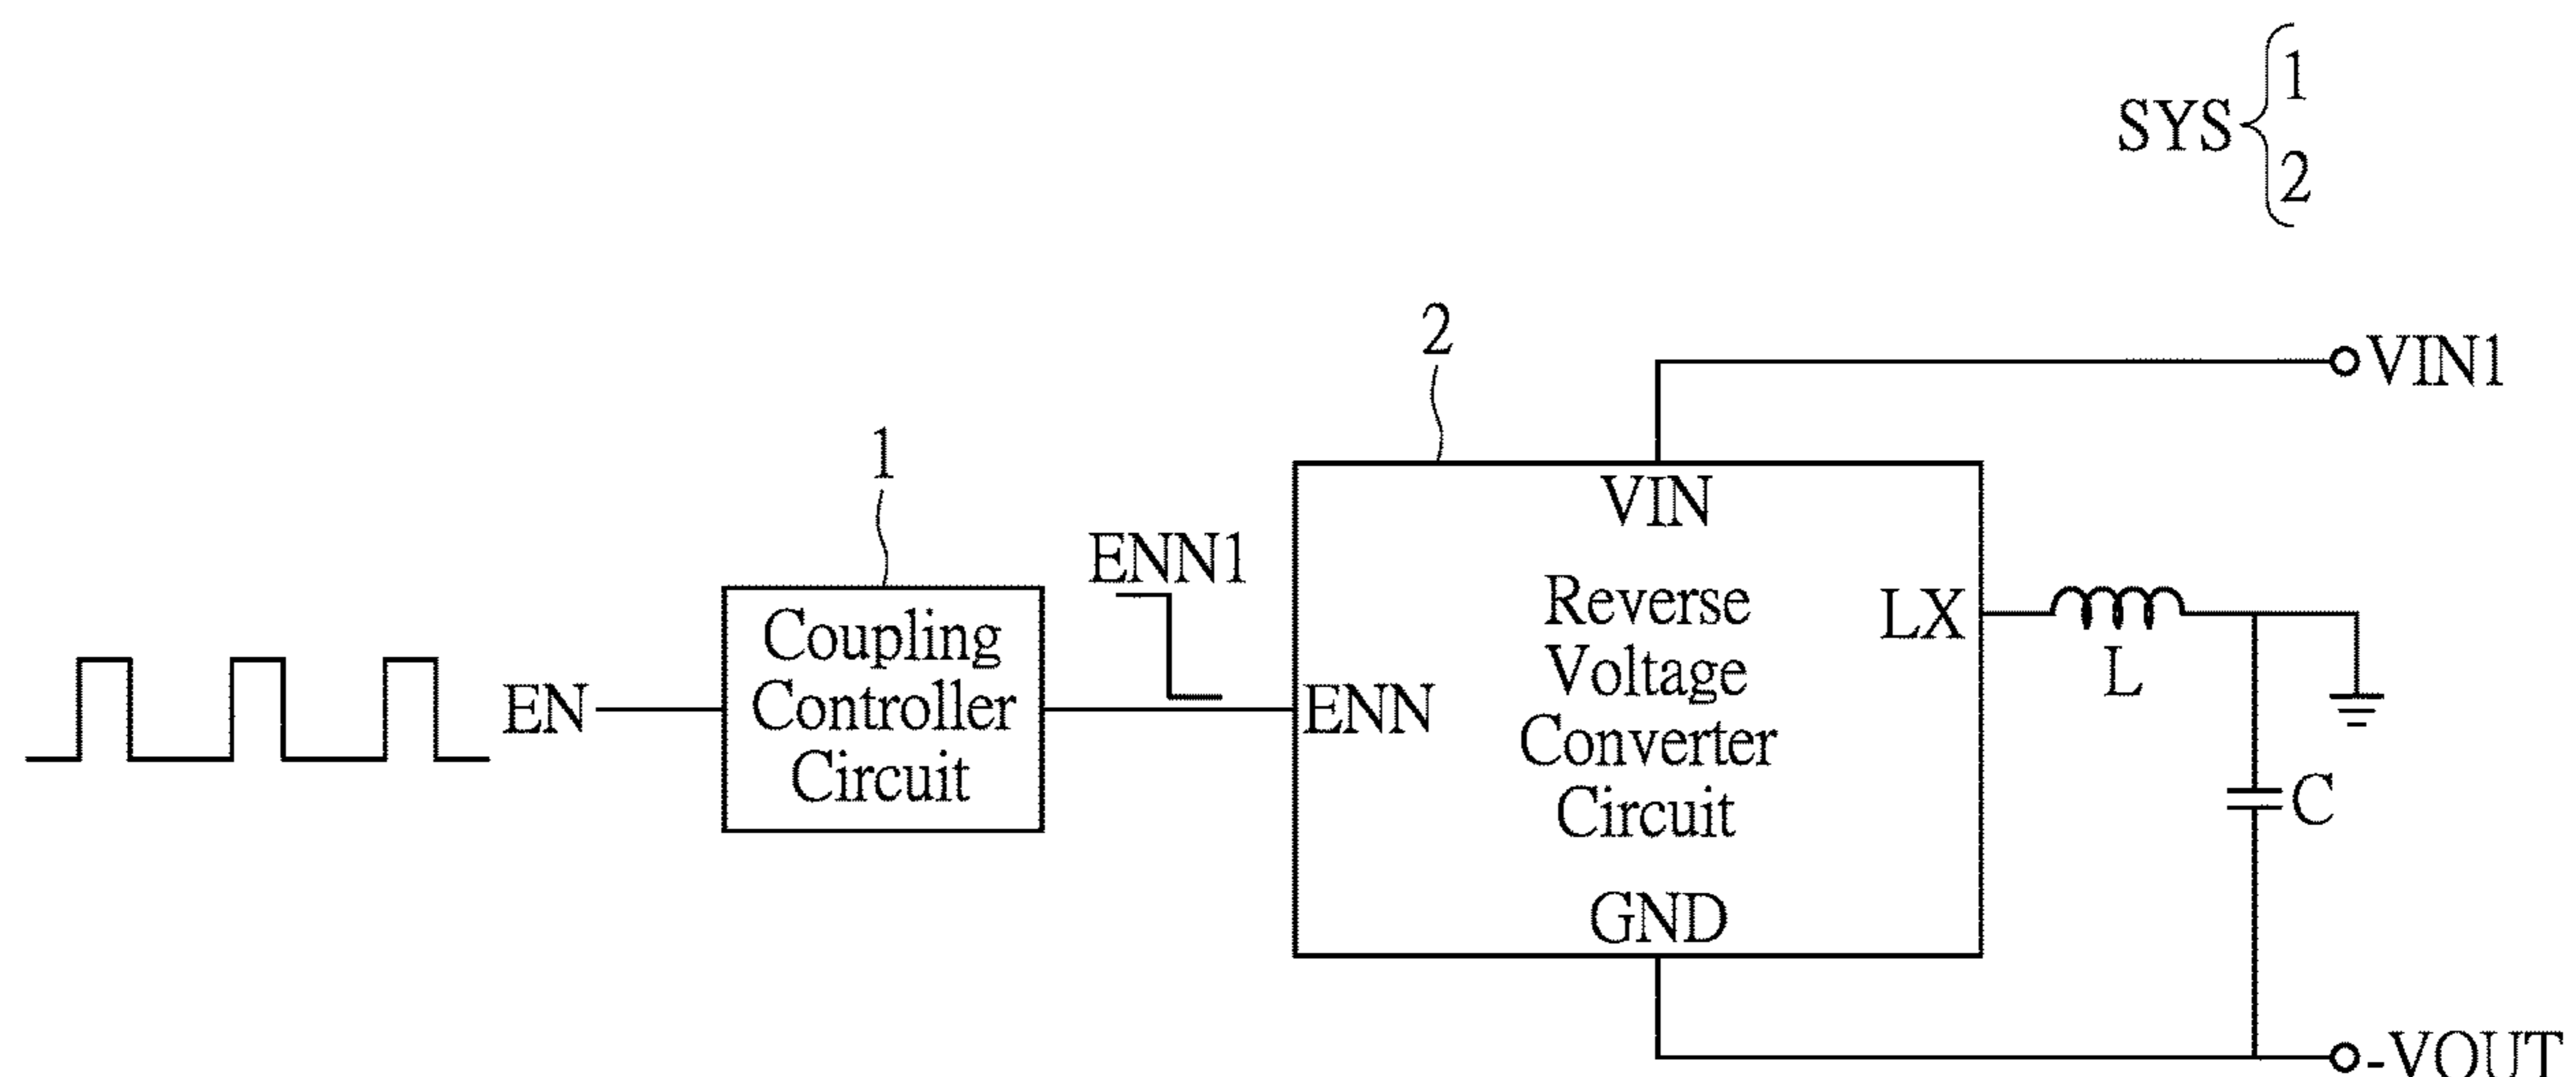 SYS
1
2
2
VIN1
1
VIN
ENN1
Reverse
Voltage
Converter
Circuit
LX
L
Coupling
Controller
Circuit
EN
ENN
C
GND
-VOUT